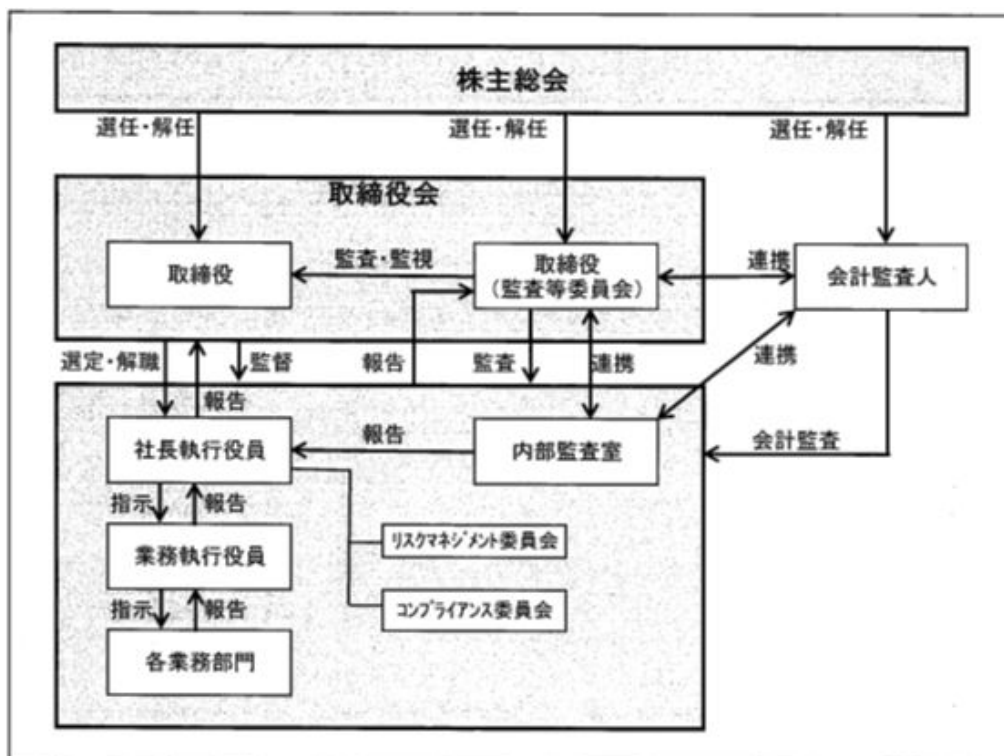 株主総会
選任・解任
選任・解任
選任・解任
取締役会
取締役
監査・監視
取締役
(監査等委員会)
連携
会計監査人
選定・解職
監督
報告
監査
連携
連携
報告
社長執行役員
報告
内部監査室
会計監査
指示
報告
リスクマネジメント委員会
業務執行役員
コンプライアンス委員会
指示
報告
各業務部門